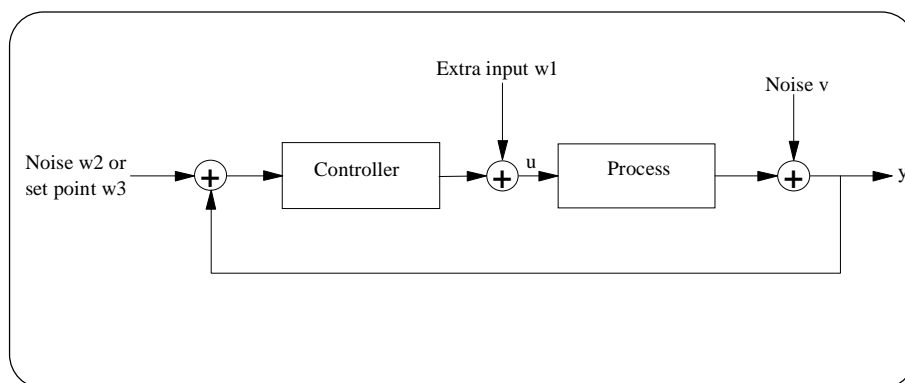 Extra input w1
Noise v
Noise w2 or
set point w3
+
Controller
+
u
Process
+
y